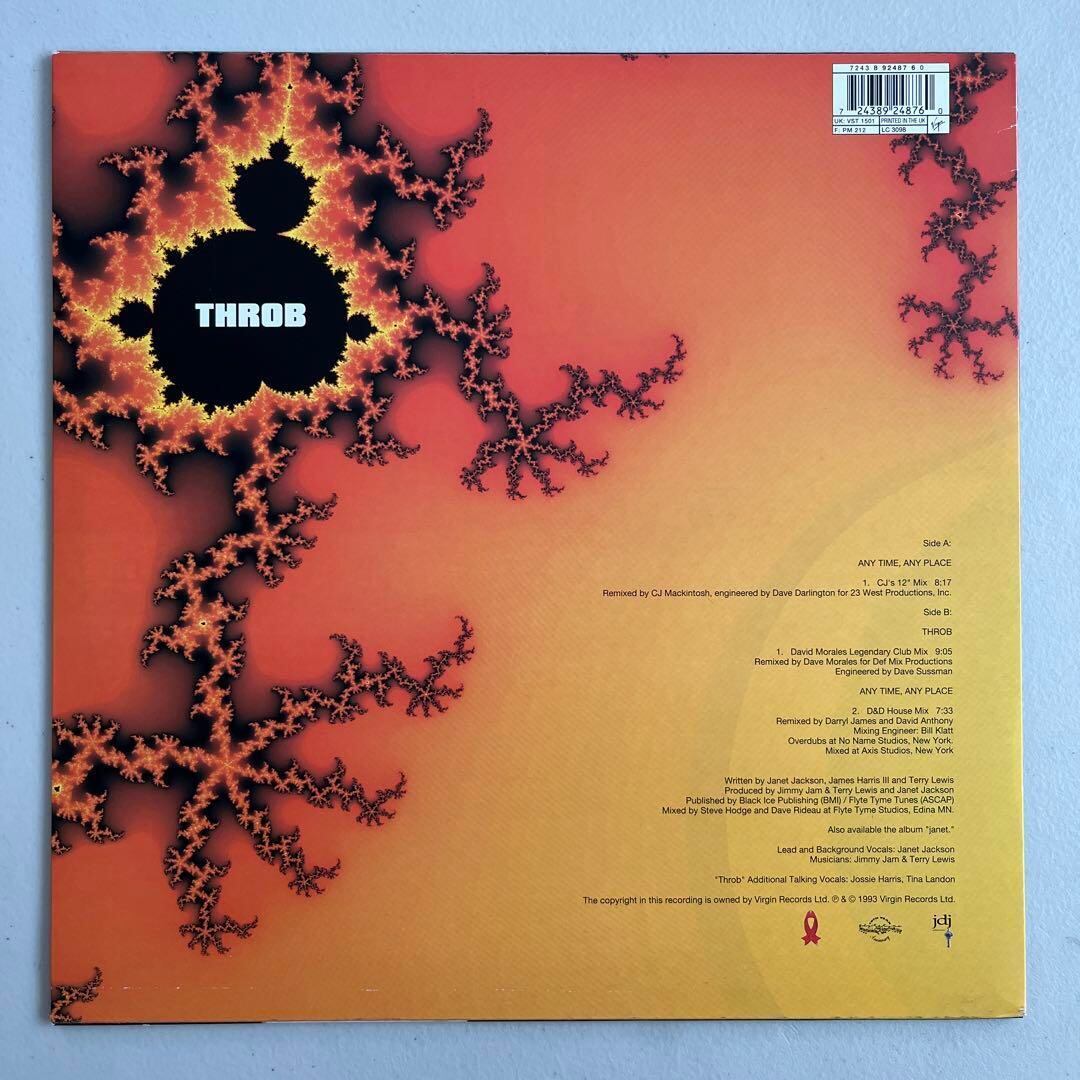 7243 8 92487 6 0
7 24389 24876 0
UK: VST 1501 PRINTED IN THE UK Virgin
F: PM 212 LC 3098
THROB
Side A:
ANY TIME, ANY PLACE
1. CJ's 12" Mix 8:17
Remixed by CJ Mackintosh, engineered by Dave Darlington for 23 West Productions, Inc.
Side B:
THROB
1. David Morales Legendary Club Mix 9:05
Remixed by Dave Morales for Def Mix Productions
Engineered by Dave Sussman
ANY TIME, ANY PLACE
2. D&D House Mix 7:33
Remixed by Darryl James and David Anthony
Mixing Engineer: Bill Klatt
Overdubs at No Name Studios, New York.
Mixed at Axis Studios, New York
Written by Janet Jackson, James Harris III and Terry Lewis
Produced by Jimmy Jam & Terry Lewis and Janet Jackson
Published by Black Ice Publishing (BMI) / Flyte Tyme Tunes (ASCAP)
Mixed by Steve Hodge and Dave Rideau at Flyte Tyme Studios, Edina MN.
Also available the album "janet."
Lead and Background Vocals: Janet Jackson
Musicians: Jimmy Jam & Terry Lewis
"Throb" Additional Talking Vocals: Jossie Harris, Tina Landon
The copyright in this recording is owned by Virgin Records Ltd. ℗ & © 1993 Virgin Records Ltd.
jdj